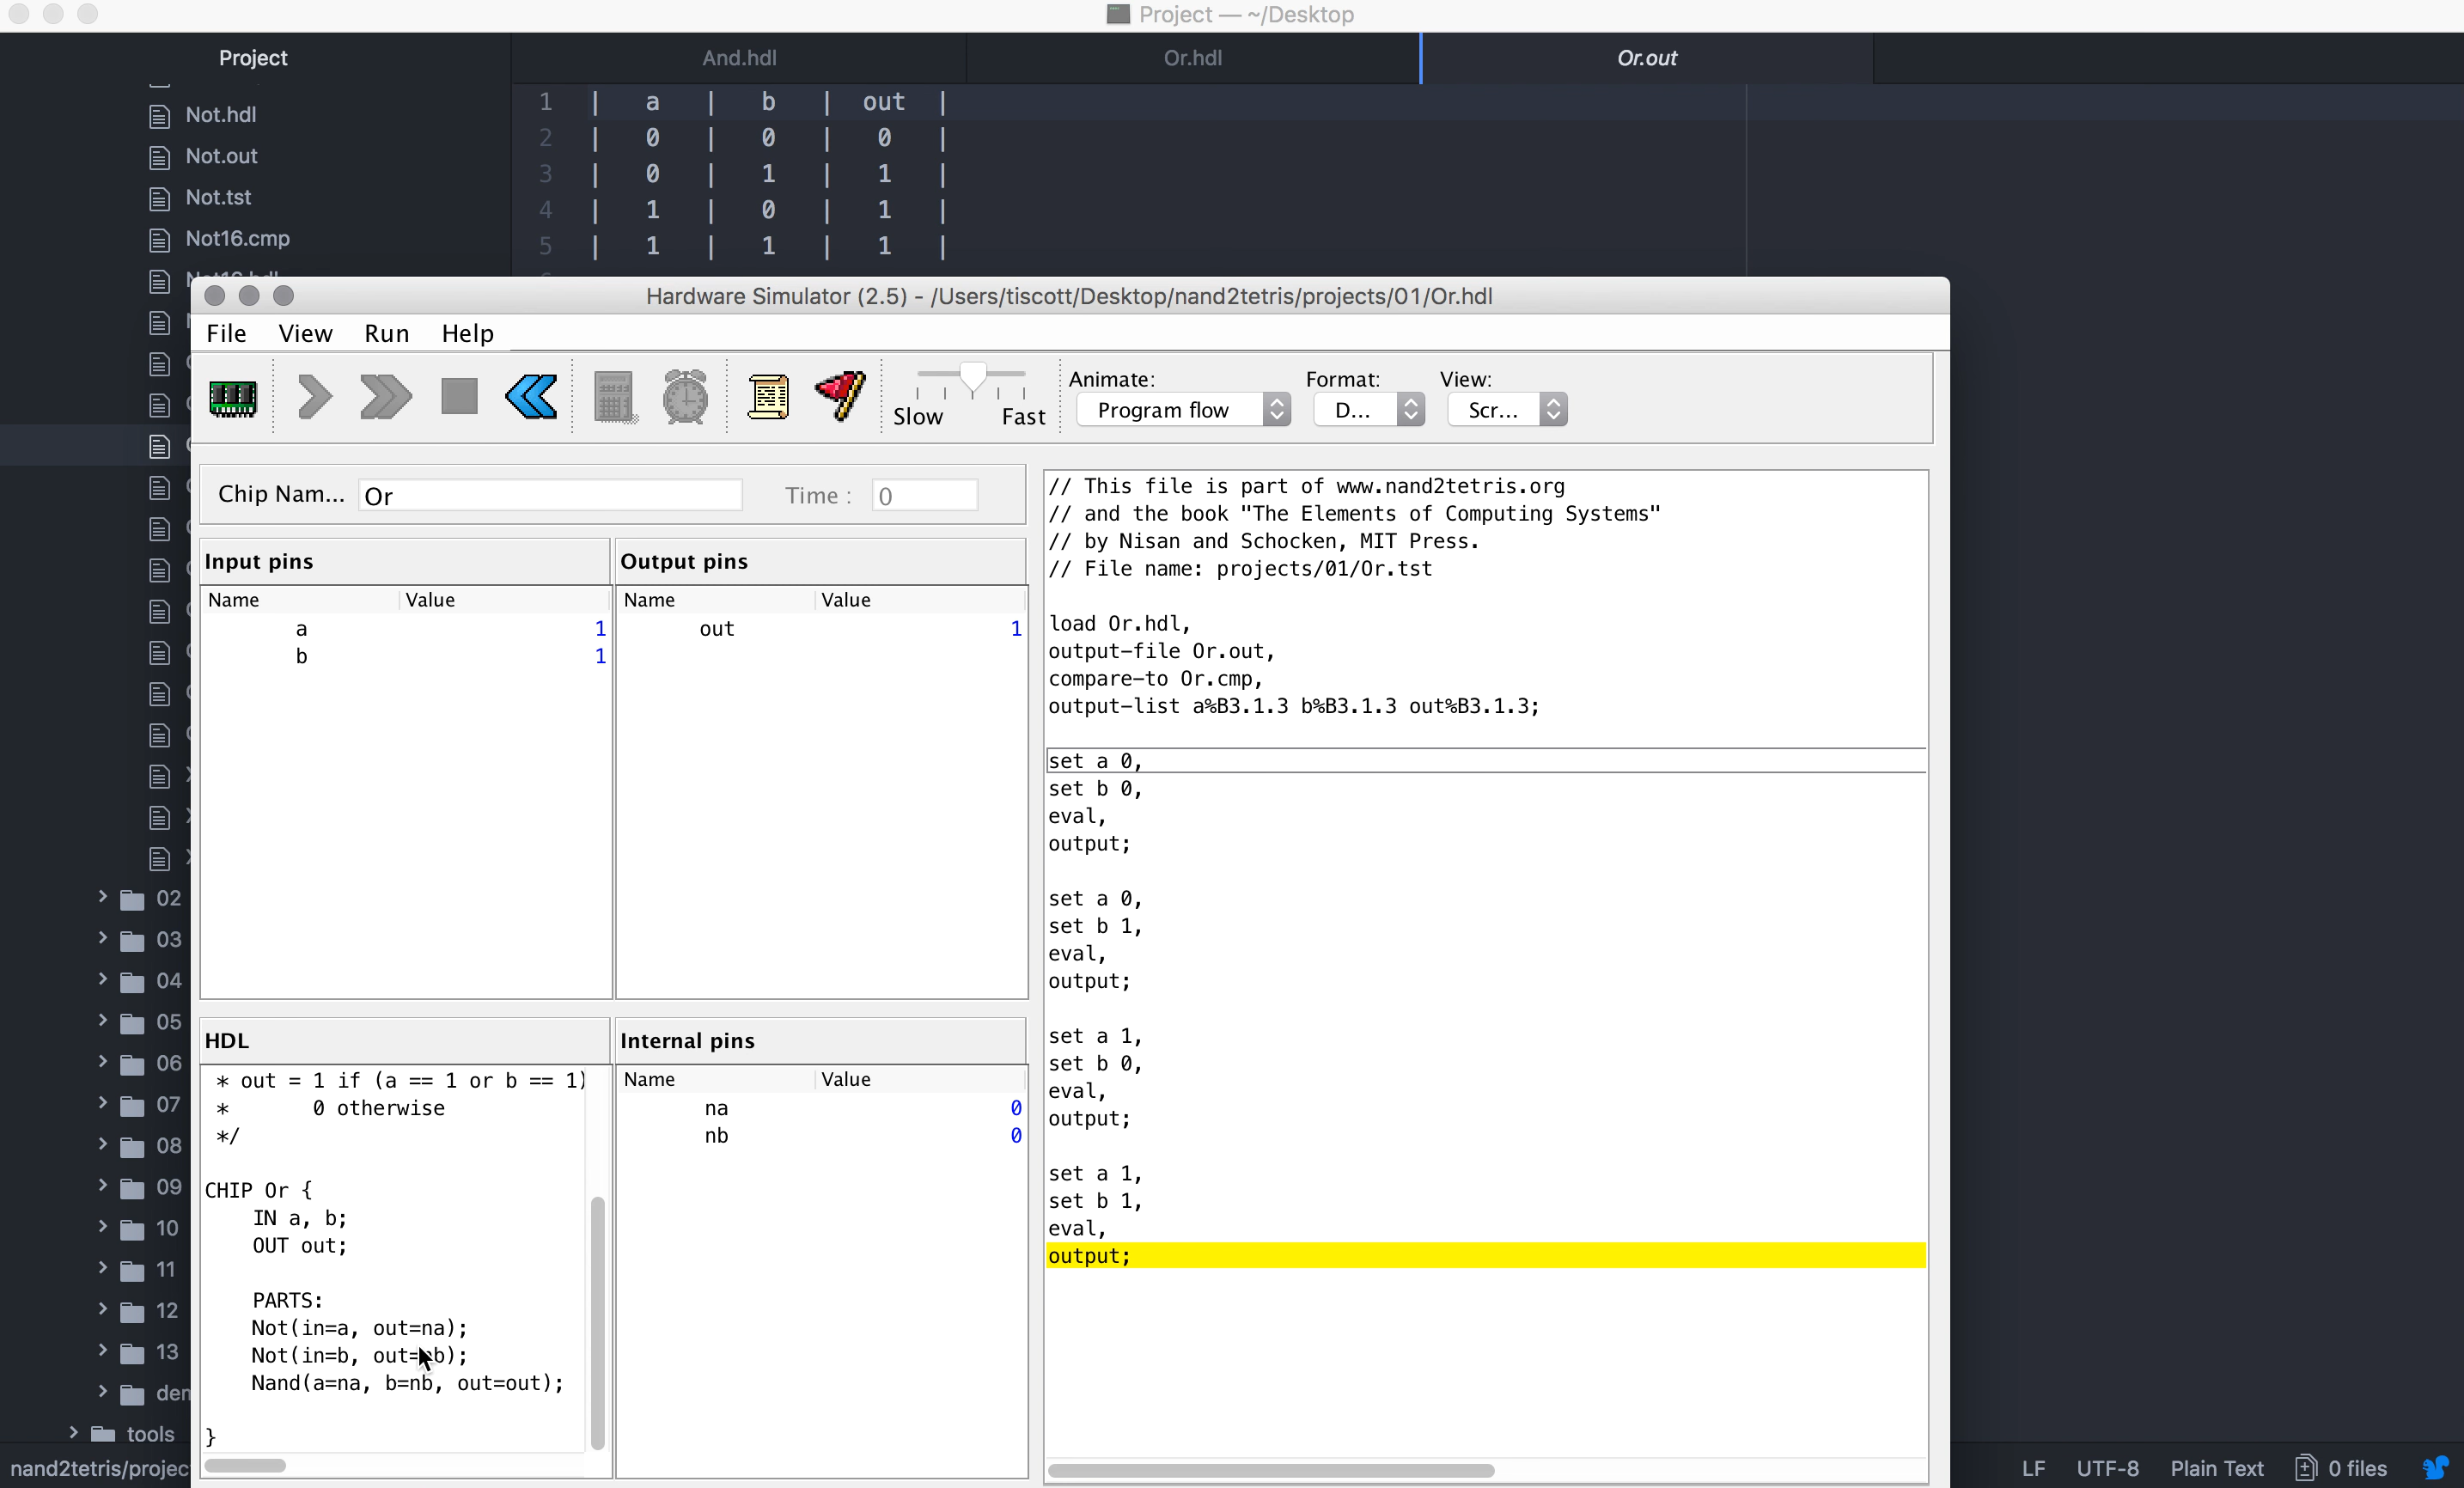 Project — ~/Desktop
Project
And.hdl
Or.hdl
Or.out
Not.hdl
Not.out
Not.tst
Not16.cmp
1 | a | b | out |
2 | 0 | 0 | 0 |
3 | 0 | 1 | 1 |
4 | 1 | 0 | 1 |
5 | 1 | 1 | 1 |
Hardware Simulator (2.5) - /Users/tiscott/Desktop/nand2tetris/projects/01/Or.hdl
File View Run Help
Slow Fast
Animate:
Program flow
Format:
D...
View:
Scr...
Chip Nam... Or
Time : 0
Input pins
Name Value
a 1
b 1
Output pins
Name Value
out 1
HDL
* out = 1 if (a == 1 or b == 1)
* 0 otherwise
*/
CHIP Or {
IN a, b;
OUT out;
PARTS:
Not(in=a, out=na);
Not(in=b, out=nb);
Nand(a=na, b=nb, out=out);
}
Internal pins
Name Value
na 0
nb 0
// This file is part of www.nand2tetris.org
// and the book "The Elements of Computing Systems"
// by Nisan and Schocken, MIT Press.
// File name: projects/01/Or.tst
load Or.hdl,
output-file Or.out,
compare-to Or.cmp,
output-list a%B3.1.3 b%B3.1.3 out%B3.1.3;
set a 0,
set b 0,
eval,
output;
set a 0,
set b 1,
eval,
output;
set a 1,
set b 0,
eval,
output;
set a 1,
set b 1,
eval,
output;
02
03
04
05
06
07
08
09
10
11
12
13
tools
nand2tetris/projec
LF UTF-8 Plain Text 0 files